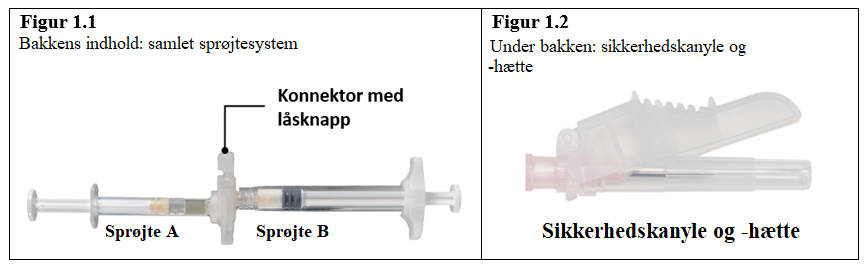 Figur 1.1
Bakkens indhold: samlet sprøjtesystem
Konnektor med
låsknapp
Sprøjte A
Sprøjte B
Figur 1.2
Under bakken: sikkerhedskanyle og
-hætte
Sikkerhedskanyle og -hætte